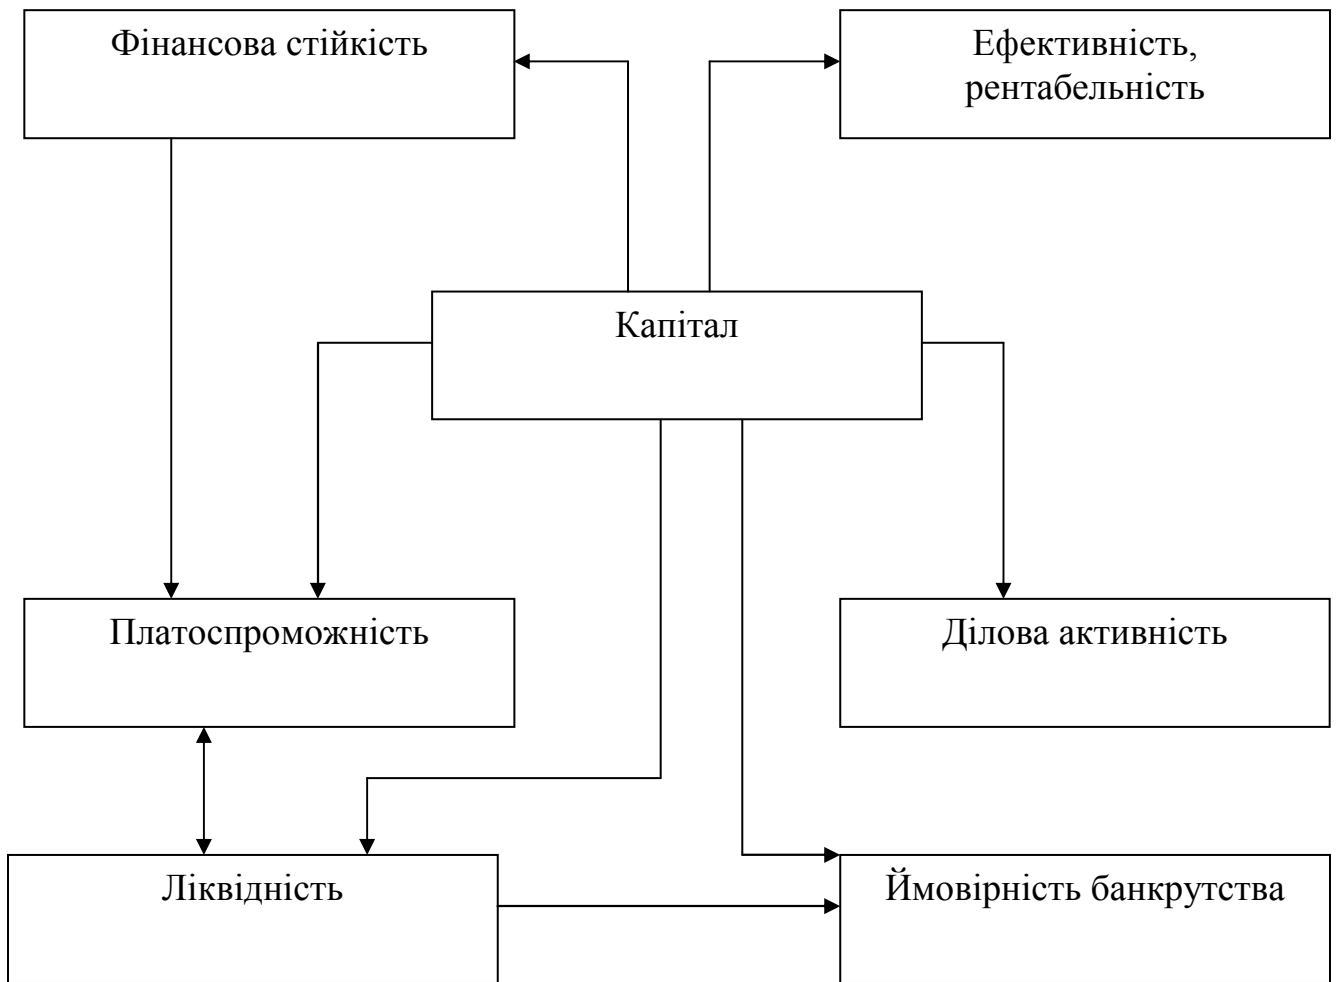 Фінансова стійкість
Ефективність,
рентабельність
Капітал
Платоспроможність
Ділова активність
Ліквідність
Ймовірність банкрутства